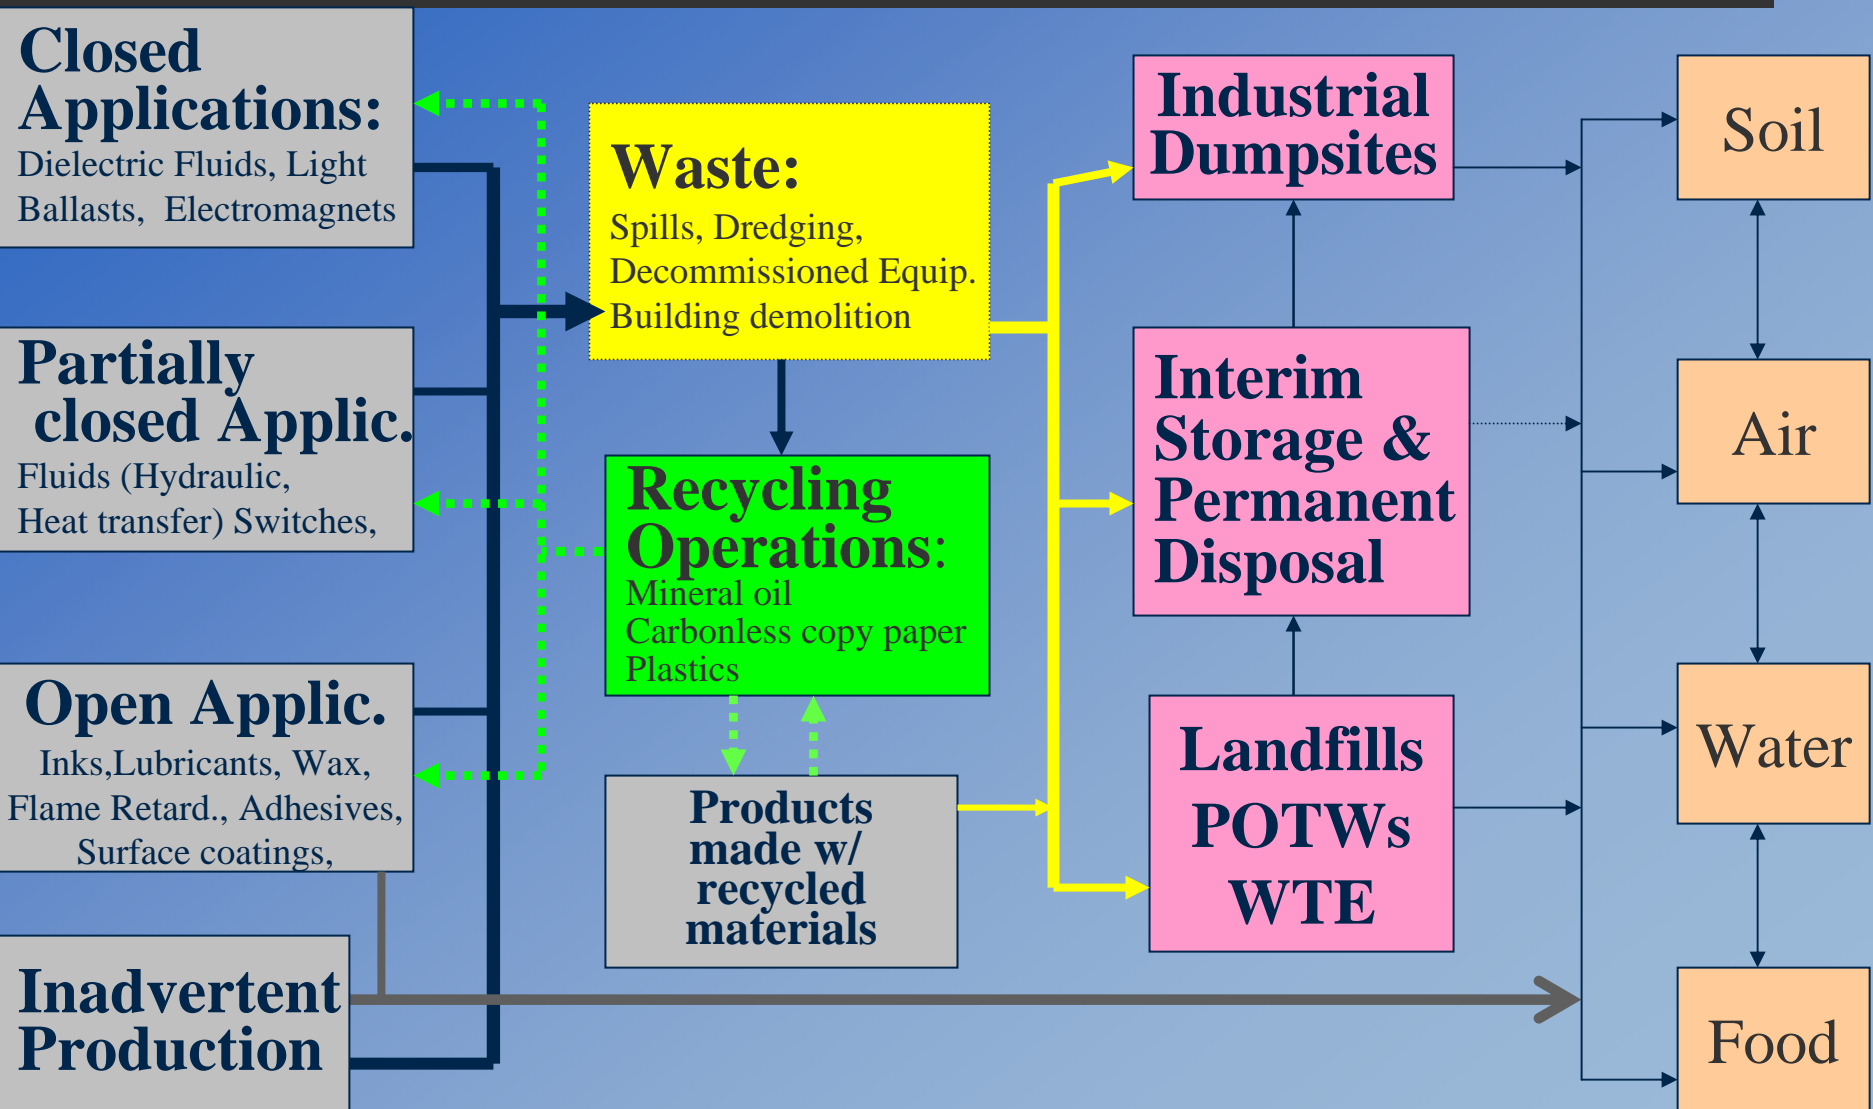 Closed
Applications:
Dielectric Fluids, Light
Ballasts, Electromagnets
Partially
closed Applic.
Fluids (Hydraulic,
Heat transfer) Switches,
Open Applic.
Inks,Lubricants, Wax,
Flame Retard., Adhesives,
Surface coatings,
Inadvertent
Production
Waste:
Spills, Dredging,
Decommissioned Equip.
Building demolition
Recycling
Operations:
Mineral oil
Carbonless copy paper
Plastics
Products
made w/
recycled
materials
Industrial
Dumpsites
Interim
Storage &
Permanent
Disposal
Landfills
POTWs
WTE
Soil
Air
Water
Food